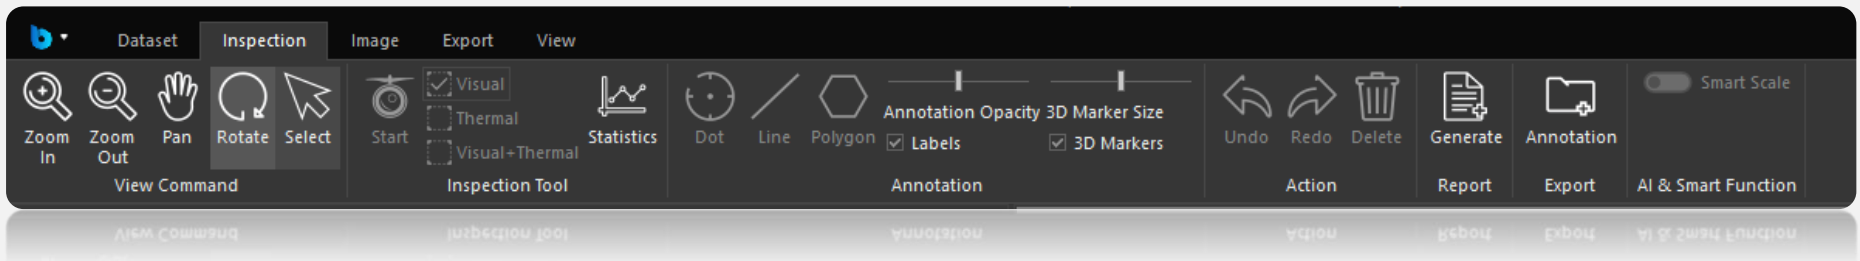 Dataset Inspection Image Export View
Zoom In
Zoom Out
Pan
Rotate
Select
View Command
Start
Visual
Thermal
Visual+Thermal
Statistics
Inspection Tool
Dot
Line
Polygon
Annotation Opacity
Labels
3D Marker Size
3D Markers
Annotation
Undo
Redo
Delete
Action
Generate
Report
Annotation
Export
Smart Scale
AI & Smart Function